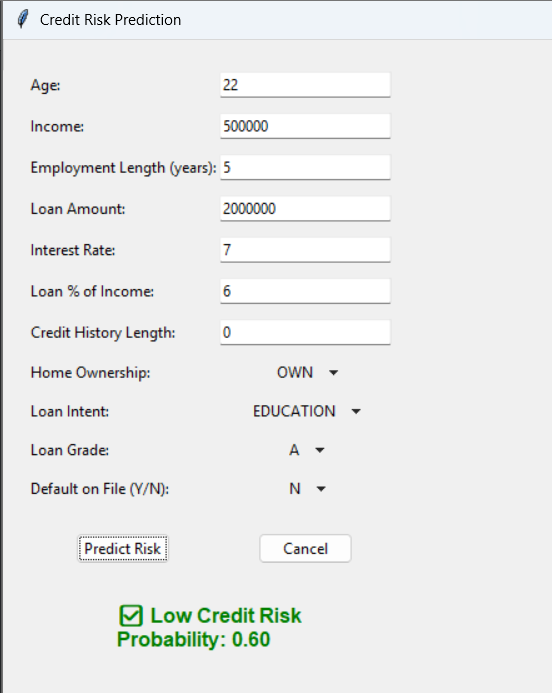 Credit Risk Prediction
Age: 22
Income: 500000
Employment Length (years): 5
Loan Amount: 2000000
Interest Rate: 7
Loan % of Income: 6
Credit History Length: 0
Home Ownership: OWN
Loan Intent: EDUCATION
Loan Grade: A
Default on File (Y/N): N
Predict Risk Cancel
Low Credit Risk
Probability: 0.60